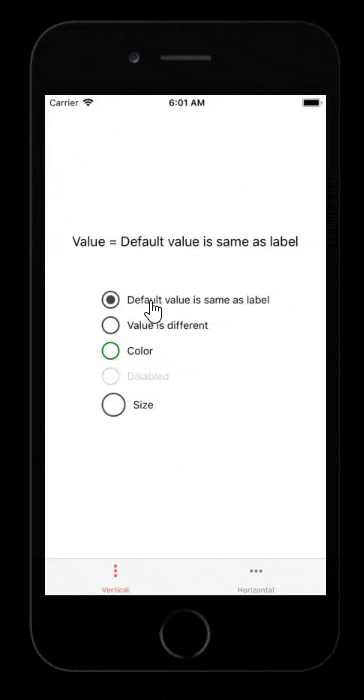 Carrier 6:01 AM
Value = Default value is same as label
Default value is same as label
Value is different
Color
Disabled
Size
Vertical Horizontal